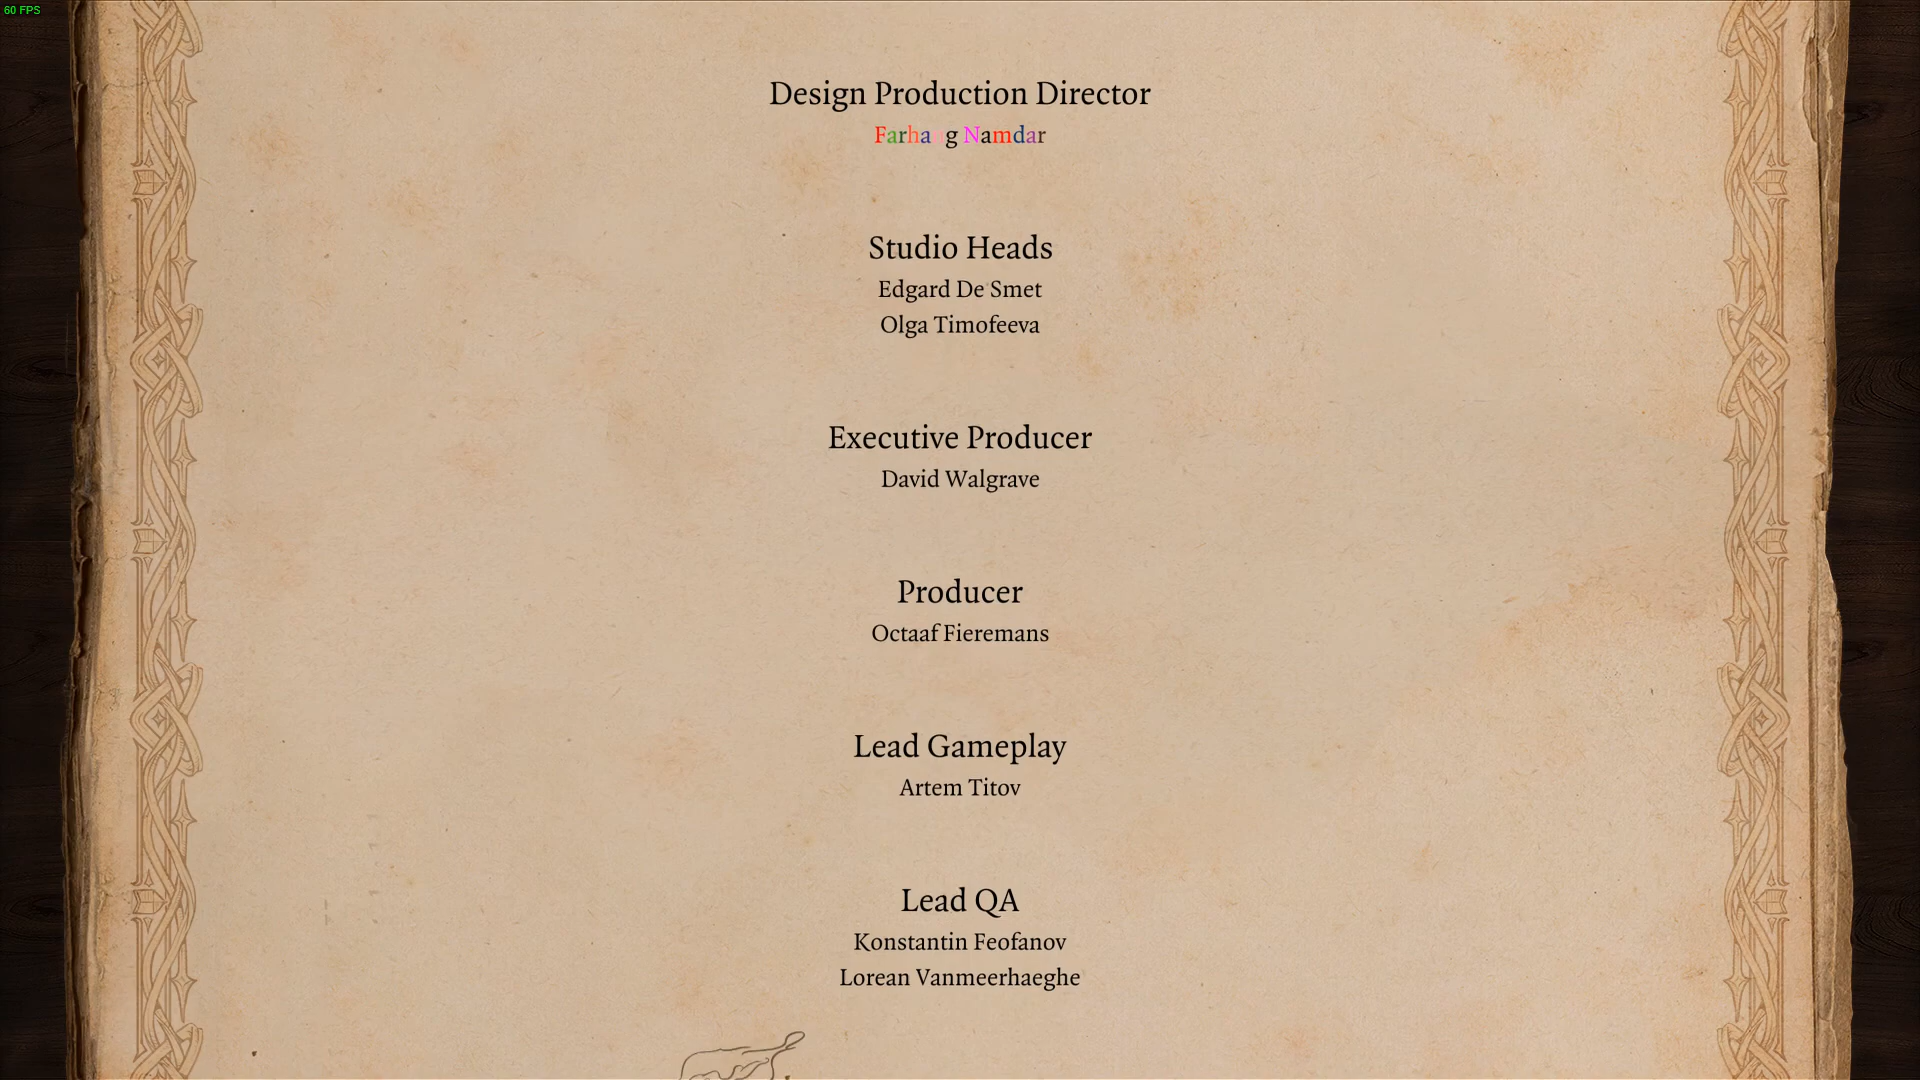 60 FPS
Design Production Director
Farhang Namdar
Studio Heads
Edgard De Smet
Olga Timofeeva
Executive Producer
David Walgrave
Producer
Octaaf Fieremans
Lead Gameplay
Artem Titov
Lead QA
Konstantin Feofanov
Lorean Vanmeerhaeghe